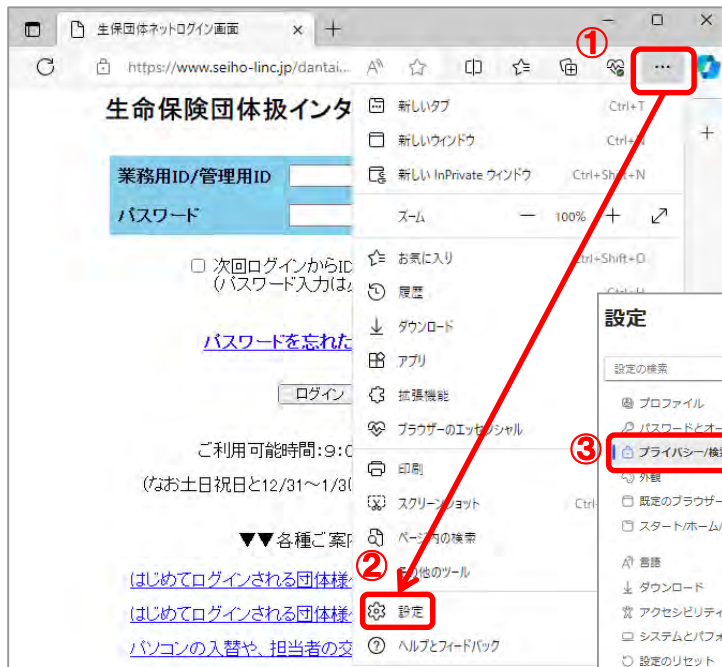 生保団体ネットログイン画面
①
https://www.seiho-linc.jp/dantai...
生命保険団体扱インタ
業務用ID/管理用ID
パスワード
次回ログインからID
(パスワード入力は
パスワードを忘れた
ログイン
ご利用可能時間:9:0
(なお土日祝日と12/31～1/3(
▼▼各種ご案内
はじめてログインされる団体様へ
はじめてログインされる団体様へ
パソコンの入替や、担当者の交
新しいタブ Ctrl+T
新しいウィンドウ Ctrl+N
新しい InPrivate ウィンドウ Ctrl+Shift+N
ズーム 100%
お気に入り Ctrl+Shift+O
履歴 Ctrl+H
ダウンロード
アプリ
拡張機能
ブラウザーのエッセンシャル
印刷
スクリーンショット Ctrl
ページ内の検索
② その他のツール
設定
ヘルプとフィードバック
設定
設定の検索
プロファイル
パスワードとオー
③ プライバシー/検索
外観
既定のブラウザー
スタート/ホーム/
言語
ダウンロード
アクセシビリティ
システムとパフォ
設定のリセット